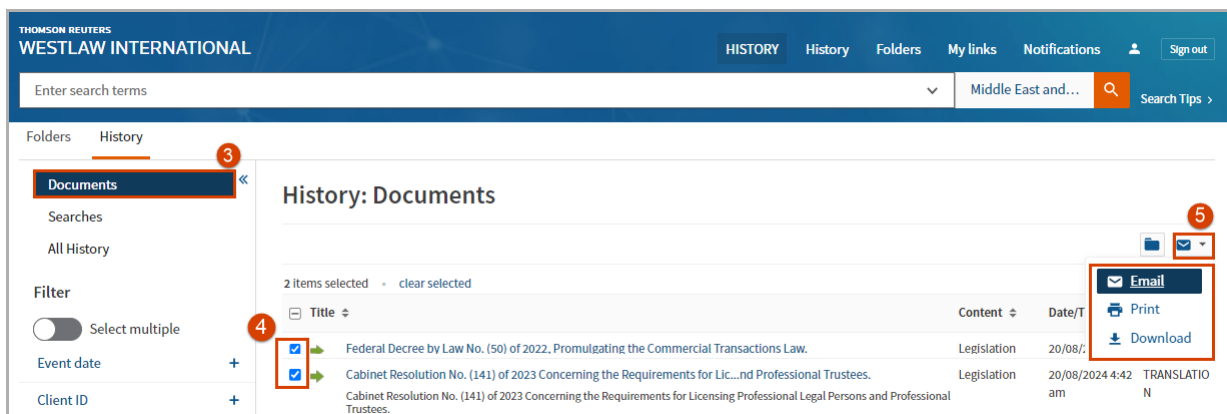 THOMSON REUTERS
WESTLAW INTERNATIONAL
HISTORY History Folders My links Notifications Sign out
Enter search terms Middle East and... Search Tips >
Folders History
3
Documents «
Searches
All History
History: Documents
5
2 items selected • clear selected
Email
Print
Download
Filter
Select multiple
Event date +
Client ID +
Title Content Date/T
4
Federal Decree by Law No. (50) of 2022, Promulgating the Commercial Transactions Law. Legislation 20/08/
Cabinet Resolution No. (141) of 2023 Concerning the Requirements for Lic...nd Professional Trustees. Legislation 20/08/2024 4:42 TRANSLATIO
Cabinet Resolution No. (141) of 2023 Concerning the Requirements for Licensing Professional Legal Persons and Professional am N
Trustees.